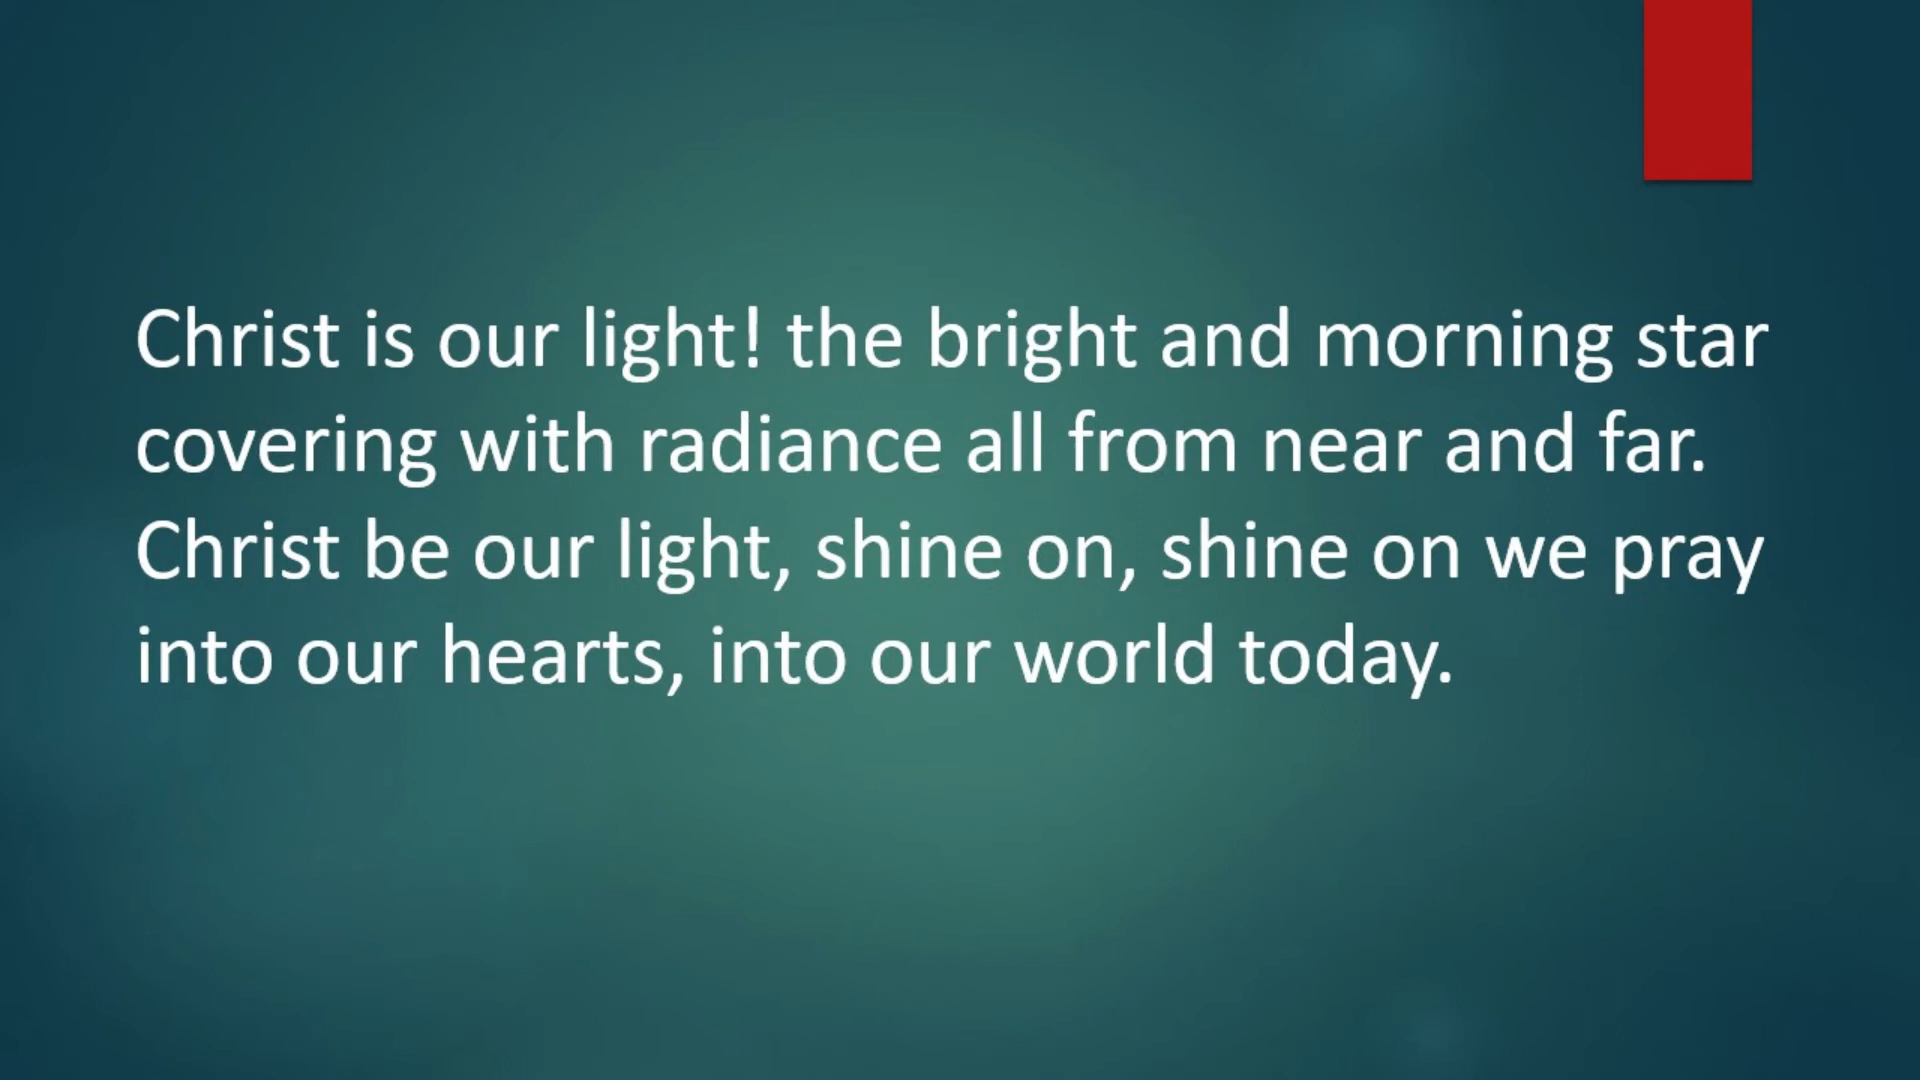 Christ is our light! the bright and morning star
covering with radiance all from near and far.
Christ be our light, shine on, shine on we pray
into our hearts, into our world today.